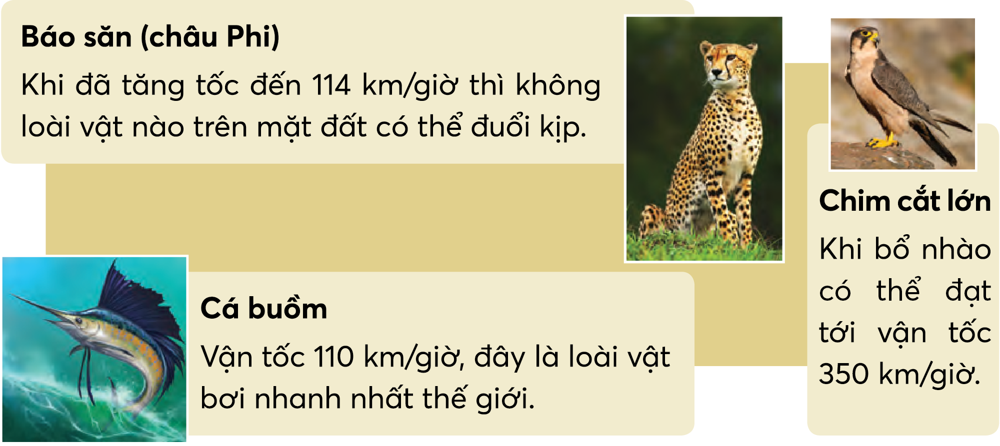 Báo săn (châu Phi)
Khi đã tăng tốc đến 114 km/giờ thì không
loài vật nào trên mặt đất có thể đuổi kịp.
Chim cắt lớn
Khi bổ nhào
có thể đạt
tới vận tốc
350 km/giờ.
Cá buồm
Vận tốc 110 km/giờ, đây là loài vật
bơi nhanh nhất thế giới.